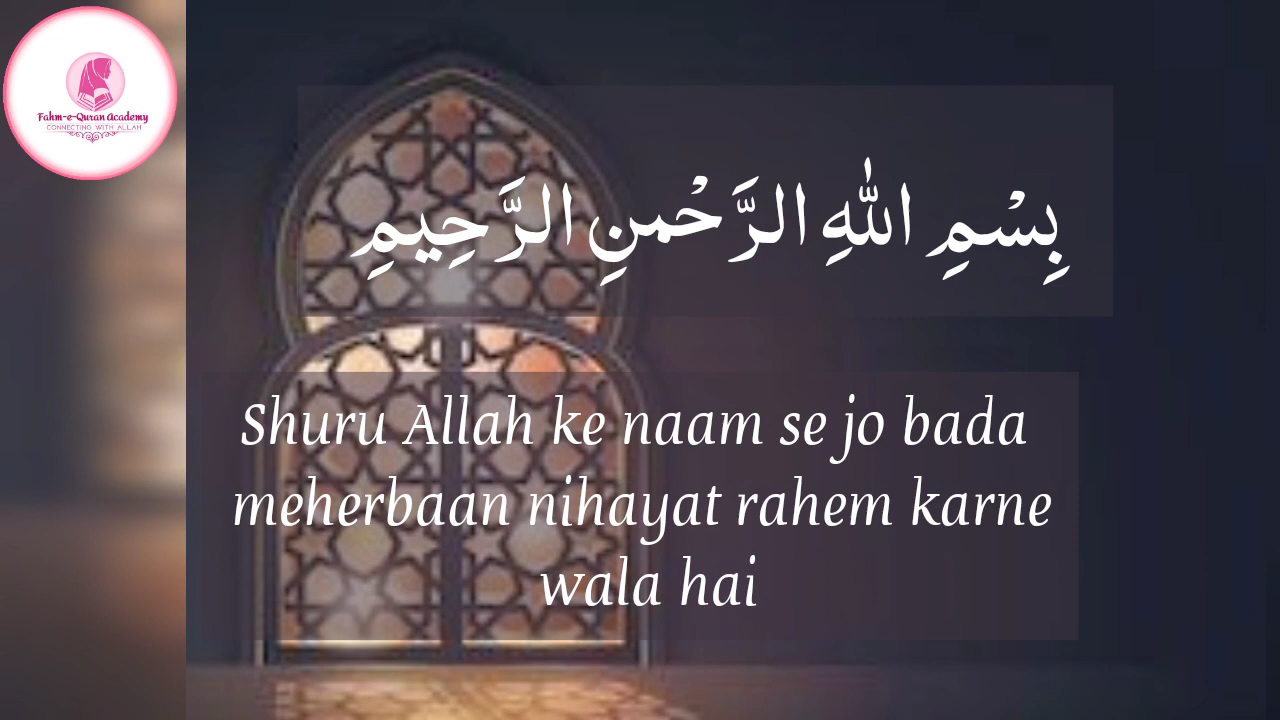 Fahm-e-Quran Academy
CONNECTING WITH ALLAH
بِسْمِ اللّٰهِ الرَّحْمنِ الرَّحِيمِ
Shuru Allah ke naam se jo bada
meherbaan nihayat rahem karne
wala hai